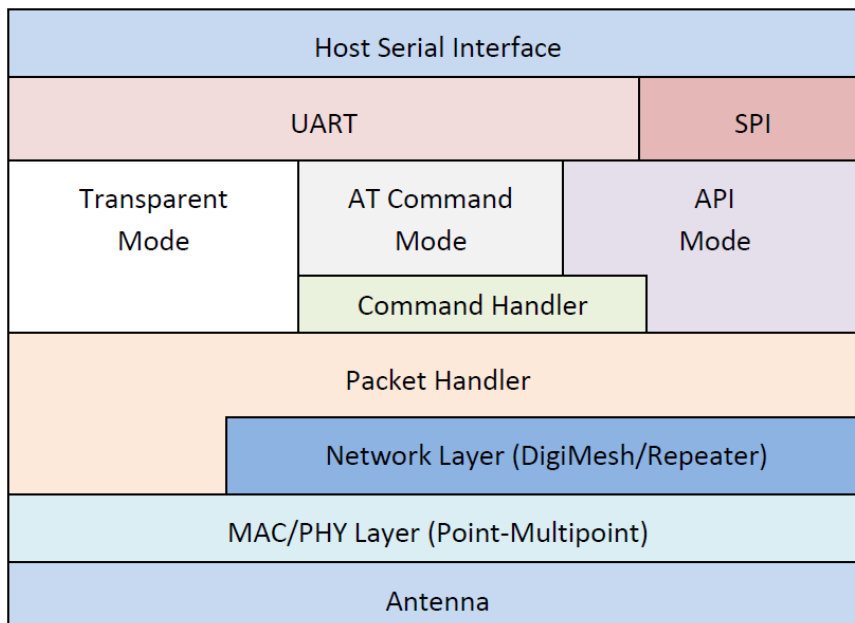 Host Serial Interface
UART
SPI
Transparent
Mode
AT Command
Mode
API
Mode
Command Handler
Packet Handler
Network Layer (DigiMesh/Repeater)
MAC/PHY Layer (Point-Multipoint)
Antenna